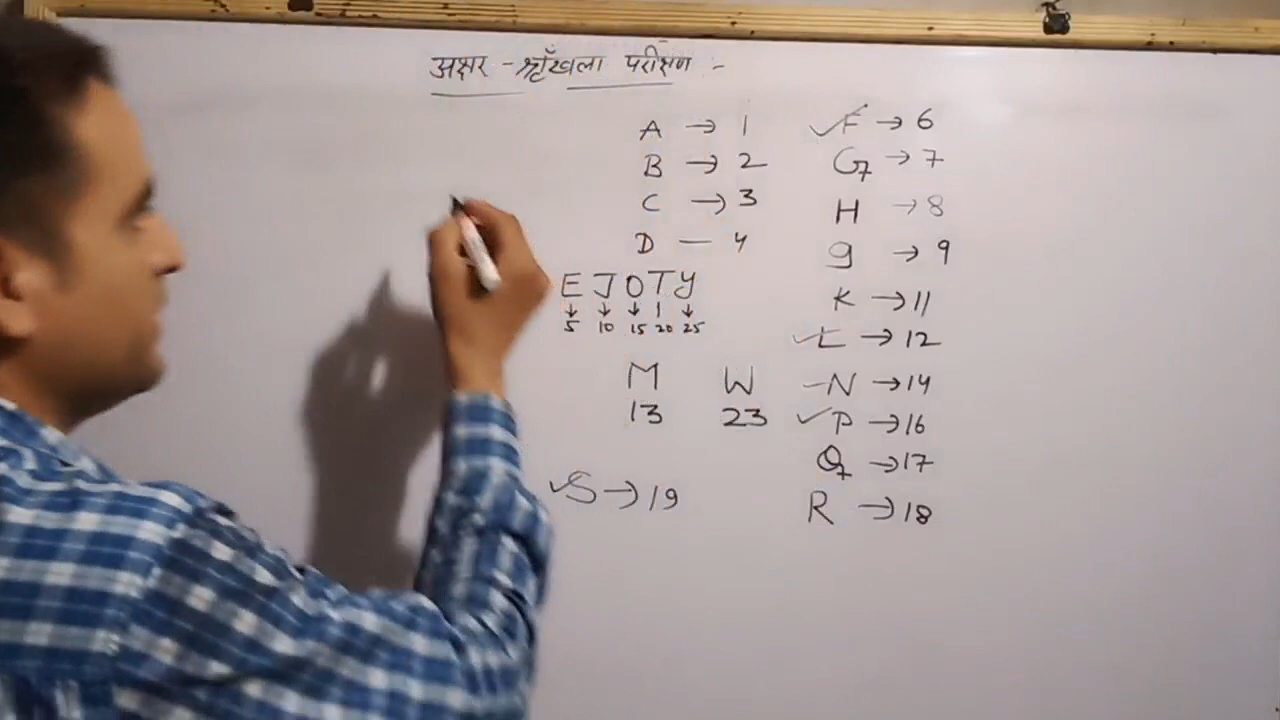 अक्षर - श्रृँखला परीक्षण :-
A → 1
B → 2
C → 3
D — 4
E J O T Y
↓ ↓ ↓ | ↓
5 10 15 20 25
M W
13 23
✓S → 19
✓F → 6
G → 7
H → 8
g → 9
K → 11
✓L → 12
-N → 14
✓P → 16
Q → 17
R → 18